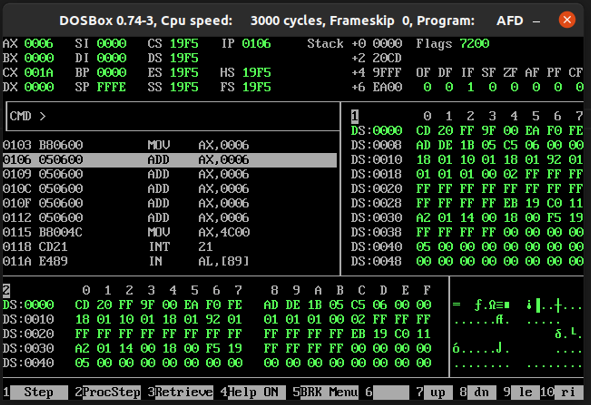 DOSBox 0.74-3, Cpu speed: 3000 cycles, Frameskip 0, Program: AFD
AX 0006 SI 0000 CS 19F5 IP 0106 Stack +0 0000 Flags 7200
BX 0000 DI 0000 DS 19F5 +2 20CD
CX 001A BP 0000 ES 19F5 HS 19F5 +4 9FFF OF DF IF SF ZF AF PF CF
DX 0000 SP FFFE SS 19F5 FS 19F5 +6 EA00 0 0 1 0 0 0 0 0
CMD >
1 0 1 2 3 4 5 6 7
DS:0000 CD 20 FF 9F 00 EA F0 FE
DS:0008 AD DE 1B 05 C5 06 00 00
DS:0010 18 01 10 01 18 01 92 01
DS:0018 01 01 01 00 02 FF FF FF
DS:0020 FF FF FF FF FF FF FF FF
DS:0028 FF FF FF FF EB 19 C0 11
DS:0030 A2 01 14 00 18 00 F5 19
DS:0038 FF FF FF FF 00 00 00 00
DS:0040 05 00 00 00 00 00 00 00
DS:0048 00 00 00 00 00 00 00 00
0103 B80600 MOV AX,0006
0106 050600 ADD AX,0006
0109 050600 ADD AX,0006
010C 050600 ADD AX,0006
010F 050600 ADD AX,0006
0112 050600 ADD AX,0006
0115 B8004C MOV AX,4C00
0118 CD21 INT 21
011A E489 IN AL,[89]
2 0 1 2 3 4 5 6 7 8 9 A B C D E F
DS:0000 CD 20 FF 9F 00 EA F0 FE AD DE 1B 05 C5 06 00 00
DS:0010 18 01 10 01 18 01 92 01 01 01 01 00 02 FF FF FF
DS:0020 FF FF FF FF FF FF FF FF FF FF FF FF EB 19 C0 11
DS:0030 A2 01 14 00 18 00 F5 19 FF FF FF FF 00 00 00 00
DS:0040 05 00 00 00 00 00 00 00 00 00 00 00 00 00 00 00
1 Step 2 ProcStep 3 Retrieve 4 Help ON 5 BRK Menu 6 7 up 8 dn 9 le 10 ri